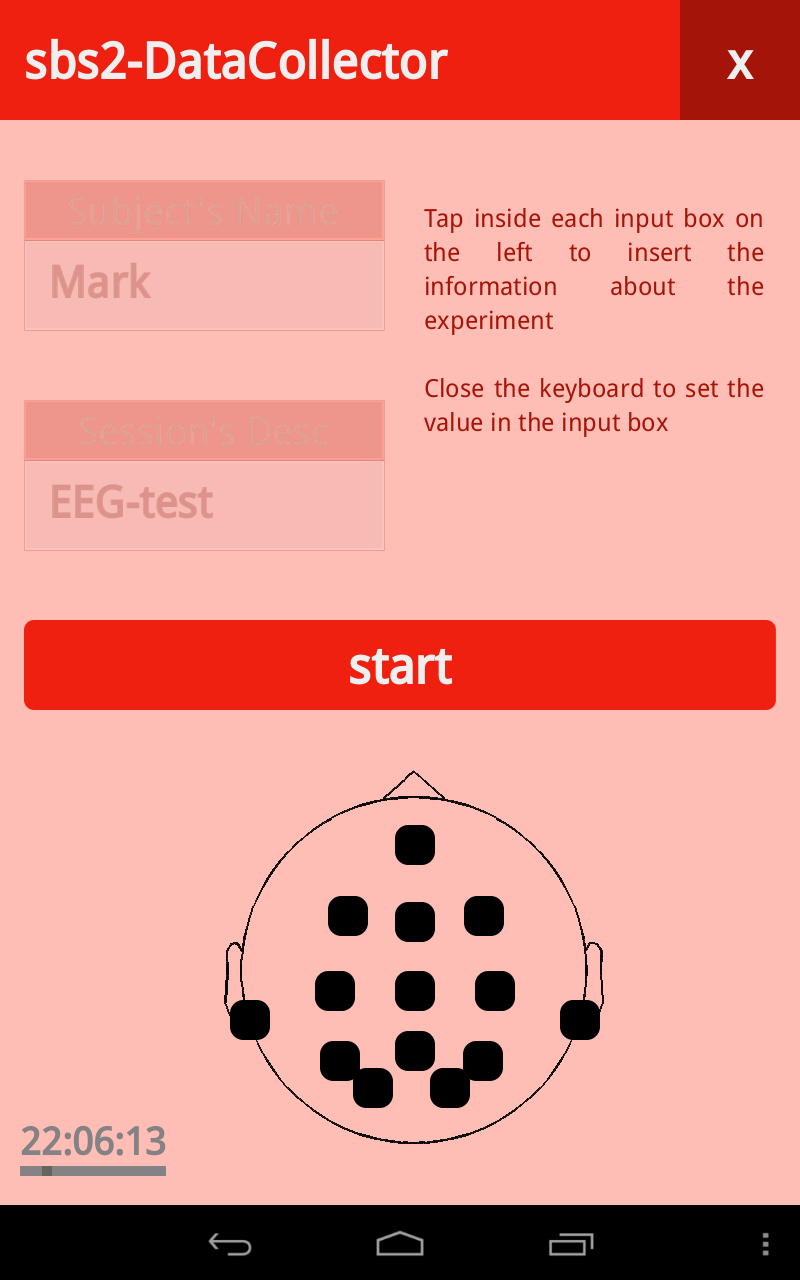 sbs2-DataCollector
x
Subject's Name
Mark
Tap inside each input box on
the left to insert the
information about the
experiment
Close the keyboard to set the
value in the input box
Session's Desc
EEG-test
start
22:06:13